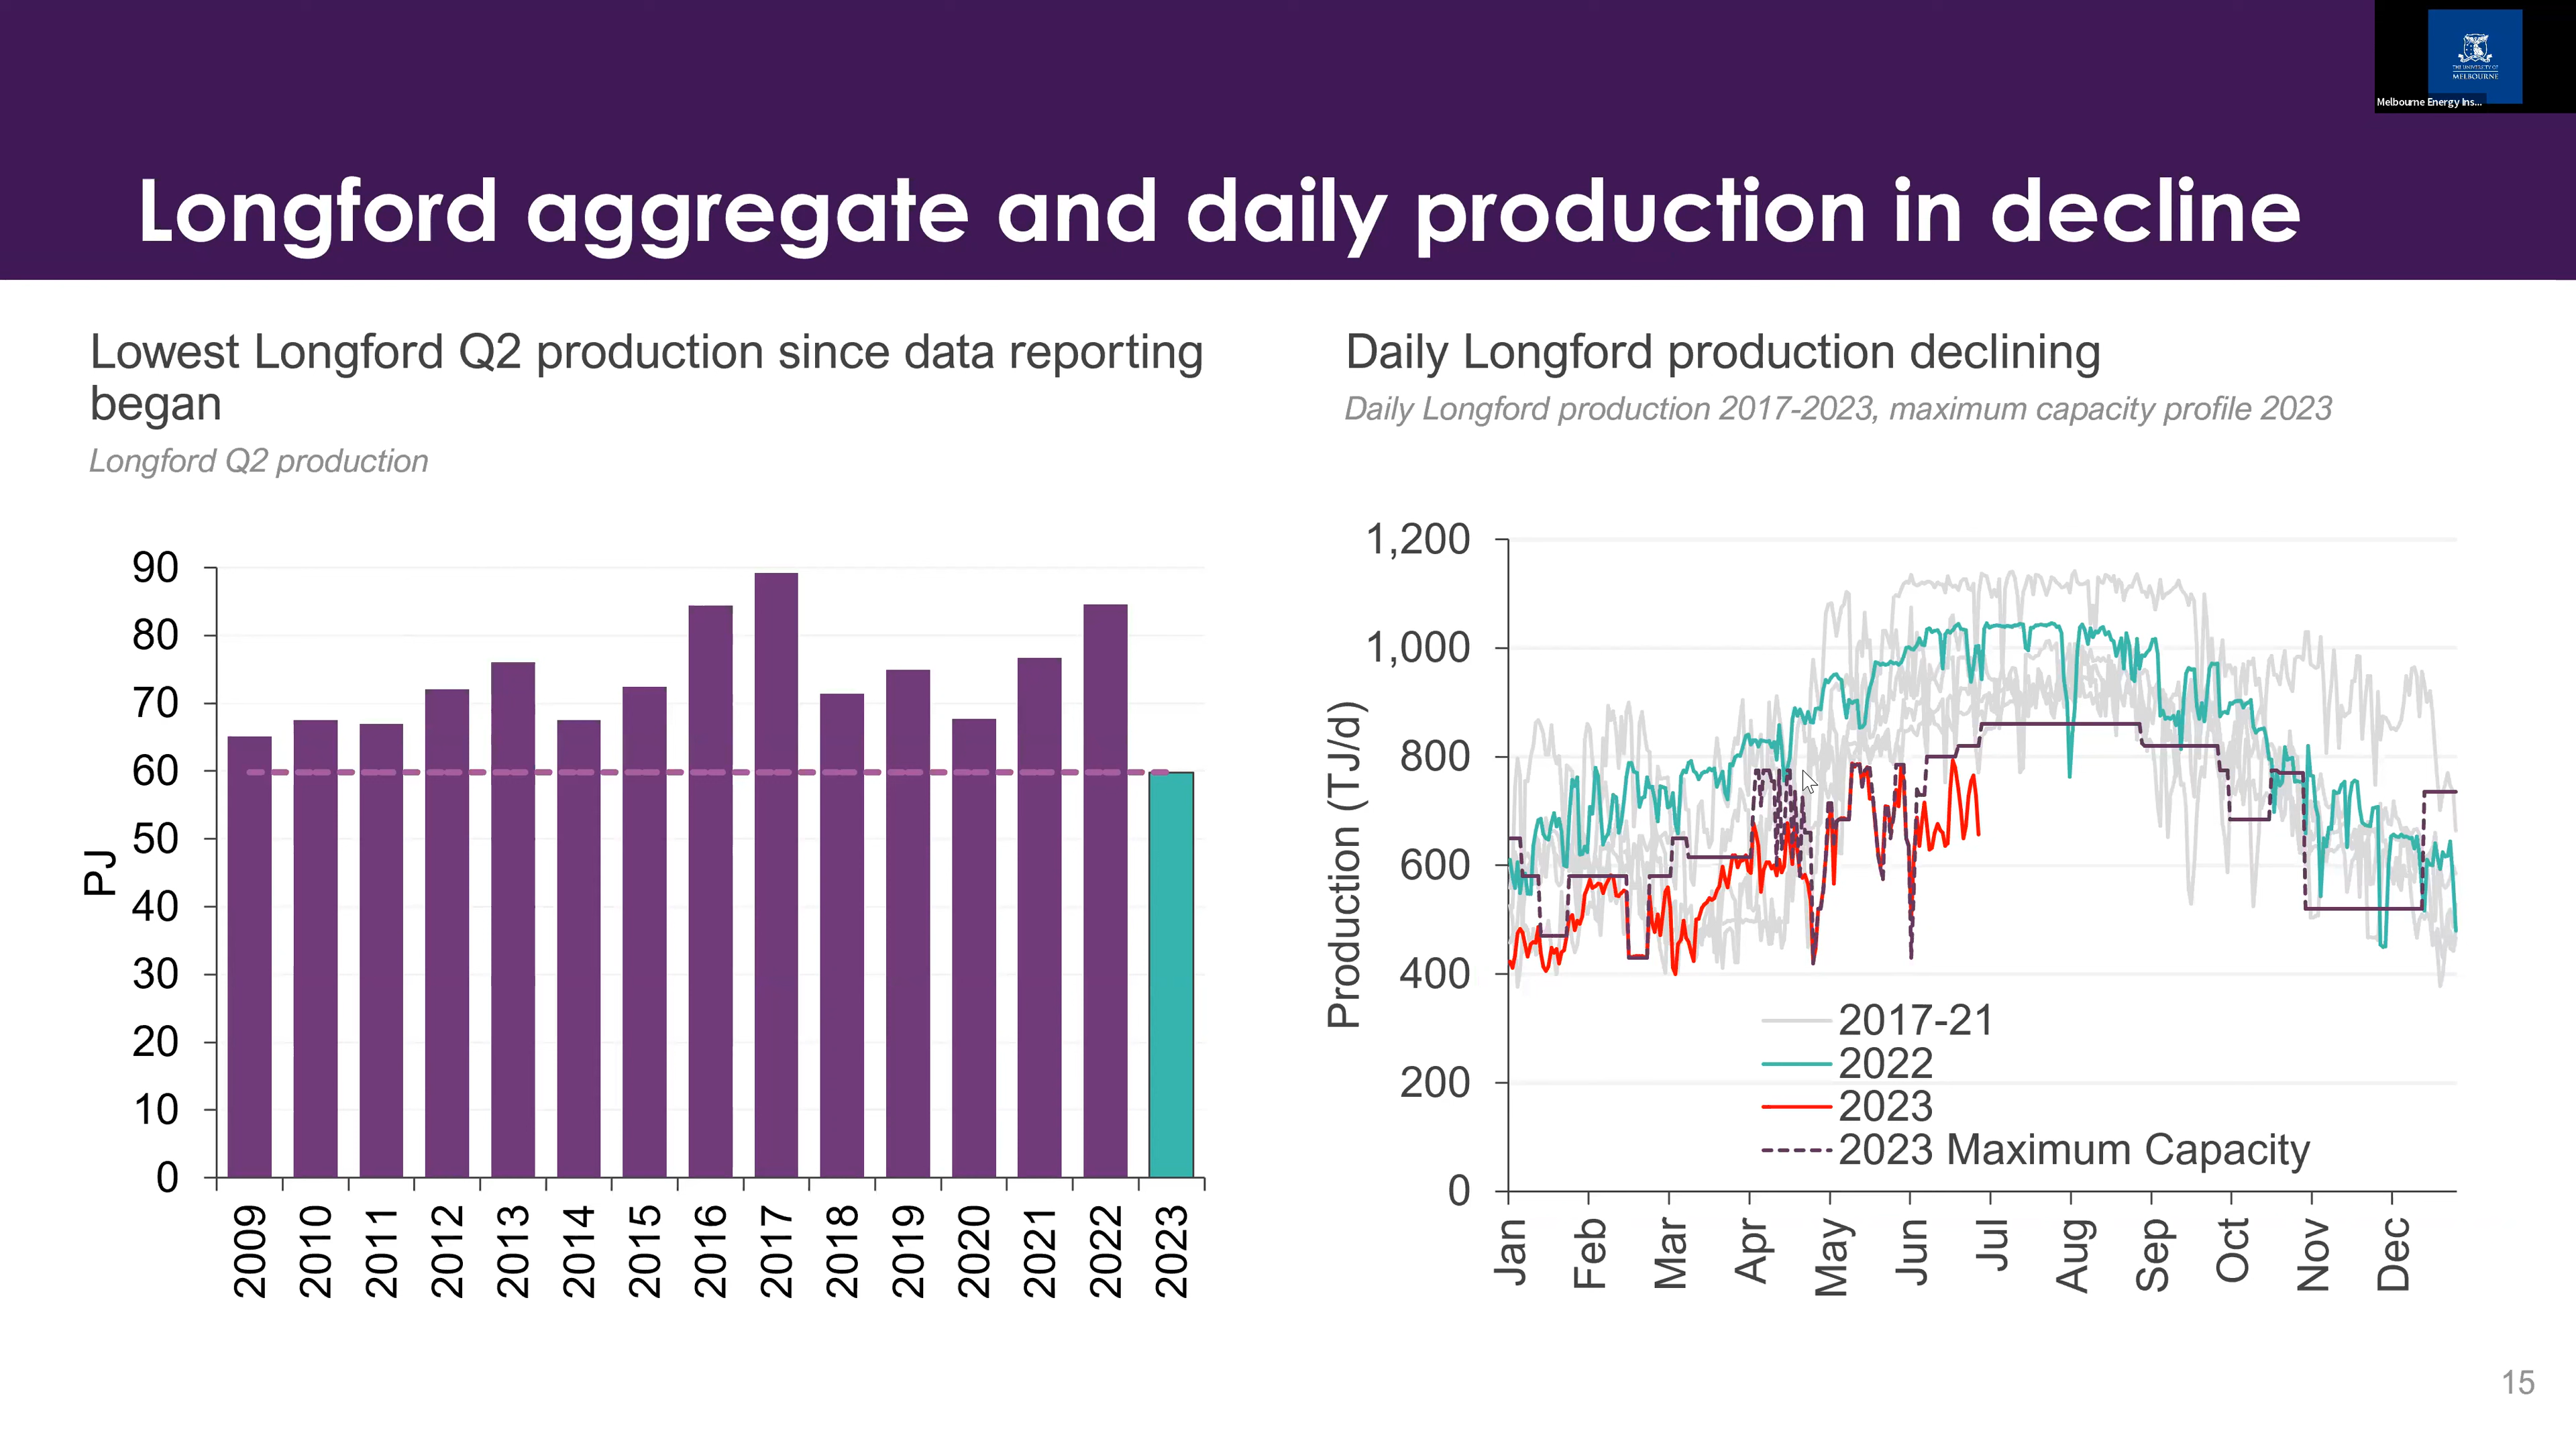 THE UNIVERSITY OF
MELBOURNE
Melbourne Energy Ins...
Longford aggregate and daily production in decline
Lowest Longford Q2 production since data reporting
began
Longford Q2 production
90
80
70
60
50
40
30
20
10
0
PJ
2009
2010
2011
2012
2013
2014
2015
2016
2017
2018
2019
2020
2021
2022
2023
Daily Longford production declining
Daily Longford production 2017-2023, maximum capacity profile 2023
1,200
1,000
800
600
400
200
0
Production (TJ/d)
2017-21
2022
2023
2023 Maximum Capacity
Jan
Feb
Mar
Apr
May
Jun
Jul
Aug
Sep
Oct
Nov
Dec
15